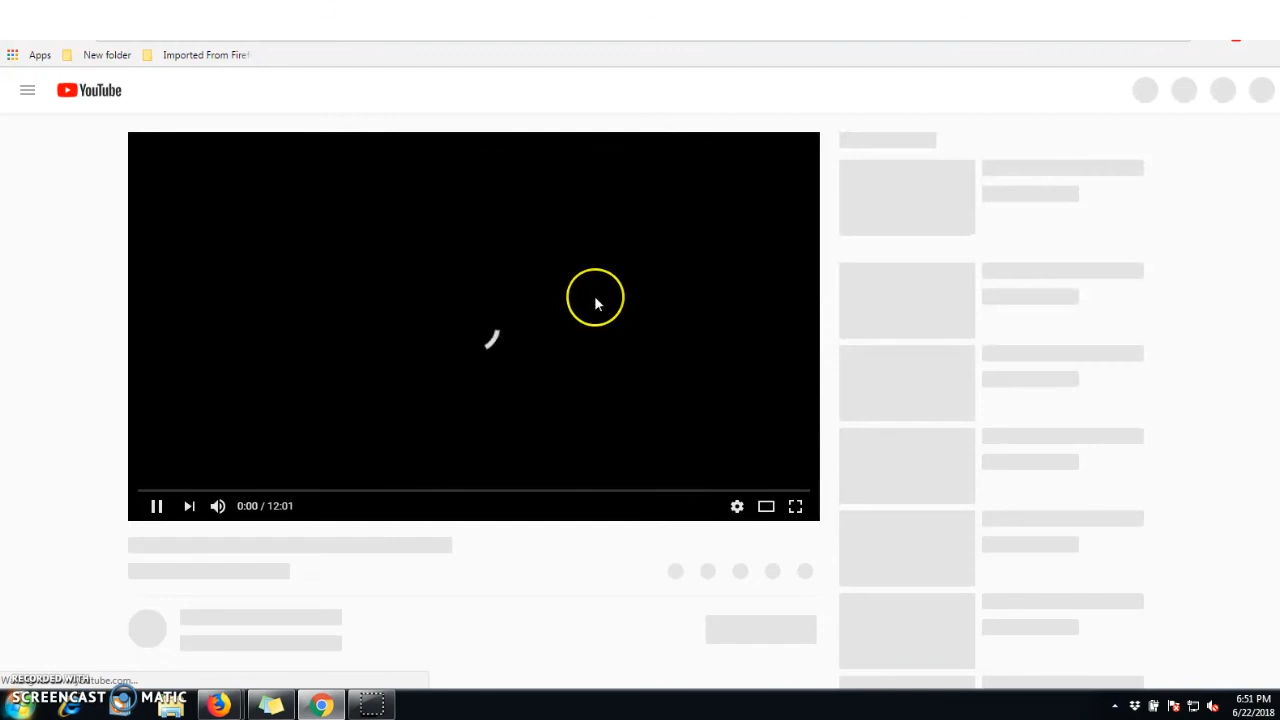 Apps New folder Imported From Firef
YouTube
0:00 / 12:01
RECORDED WITH
SCREENCAST MATIC
6:51 PM
6/22/2018